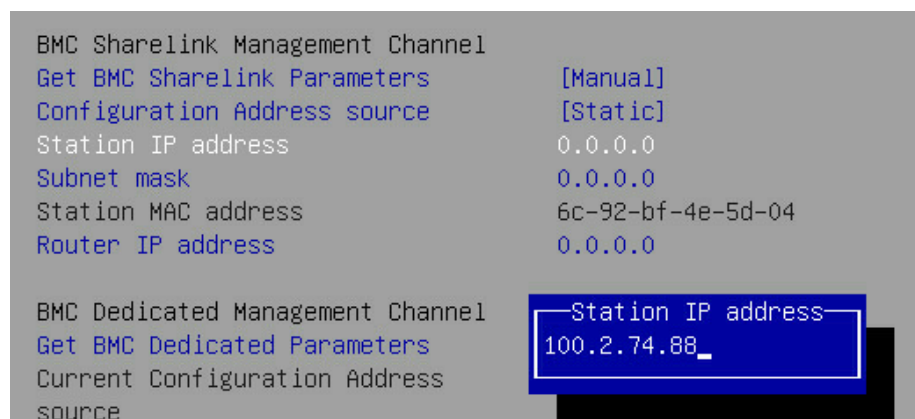 BMC Sharelink Management Channel
Get BMC Sharelink Parameters [Manual]
Configuration Address source [Static]
Station IP address 0.0.0.0
Subnet mask 0.0.0.0
Station MAC address 6c-92-bf-4e-5d-04
Router IP address 0.0.0.0
BMC Dedicated Management Channel
Station IP address
Get BMC Dedicated Parameters
100.2.74.88_
Current Configuration Address
source